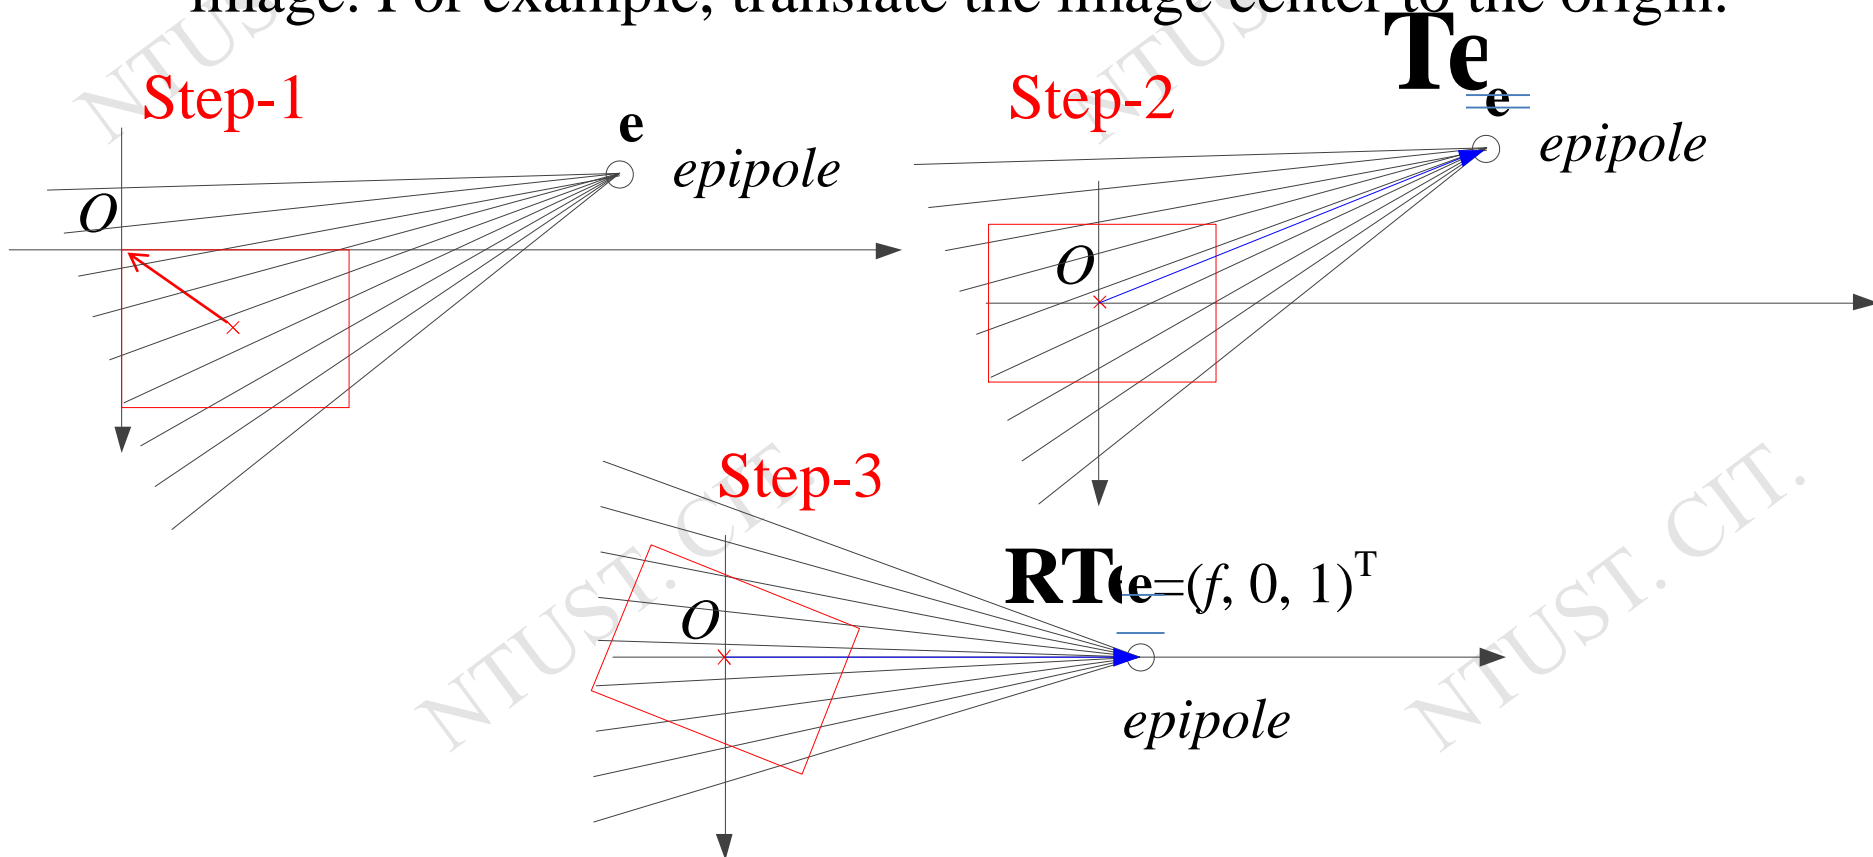 image. For example, translate the image center to the origin.
Step-1
e
epipole
O
Step-2
Te
e
epipole
O
Step-3
RTe=(f, 0, 1)^T
O
epipole
NTUST. CIT.
NTUST. CIT.